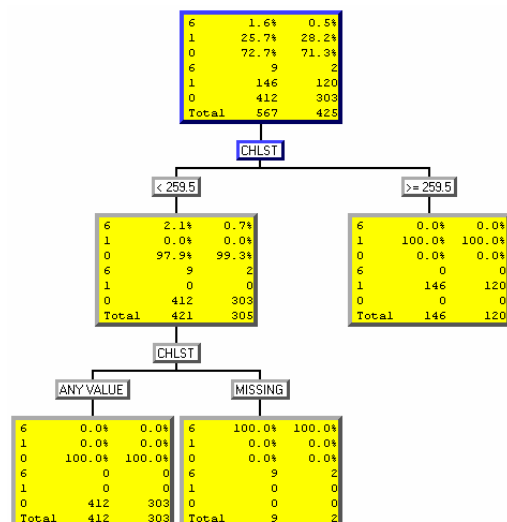 6 1.6% 0.5%
1 25.7% 28.2%
0 72.7% 71.3%
6 9 2
1 146 120
0 412 303
Total 567 425
CHLST
< 259.5
>= 259.5
6 2.1% 0.7%
1 0.0% 0.0%
0 97.9% 99.3%
6 9 2
1 0 0
0 412 303
Total 421 305
6 0.0% 0.0%
1 100.0% 100.0%
0 0.0% 0.0%
6 0 0
1 146 120
0 0 0
Total 146 120
CHLST
ANY VALUE
MISSING
6 0.0% 0.0%
1 0.0% 0.0%
0 100.0% 100.0%
6 0 0
1 0 0
0 412 303
Total 412 303
6 100.0% 100.0%
1 0.0% 0.0%
0 0.0% 0.0%
6 9 2
1 0 0
0 0 0
Total 9 2